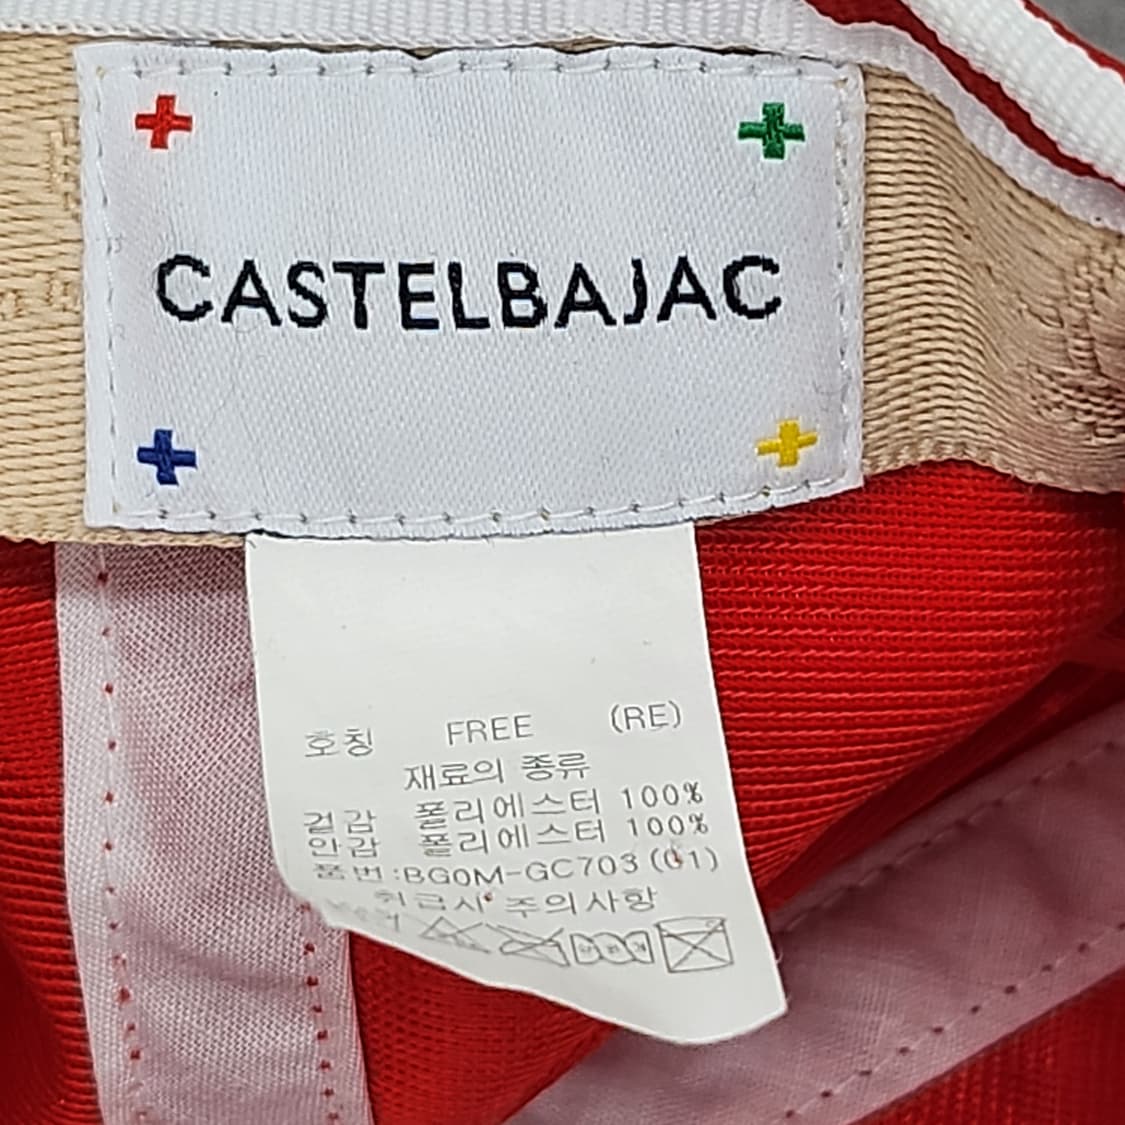 CASTELBAJAC
호칭 FREE (RE)
재료의 종류
겉감 폴리에스터 100%
안감 폴리에스터 100%
품번:BG0M-GC703(01)
취급시 주의사항